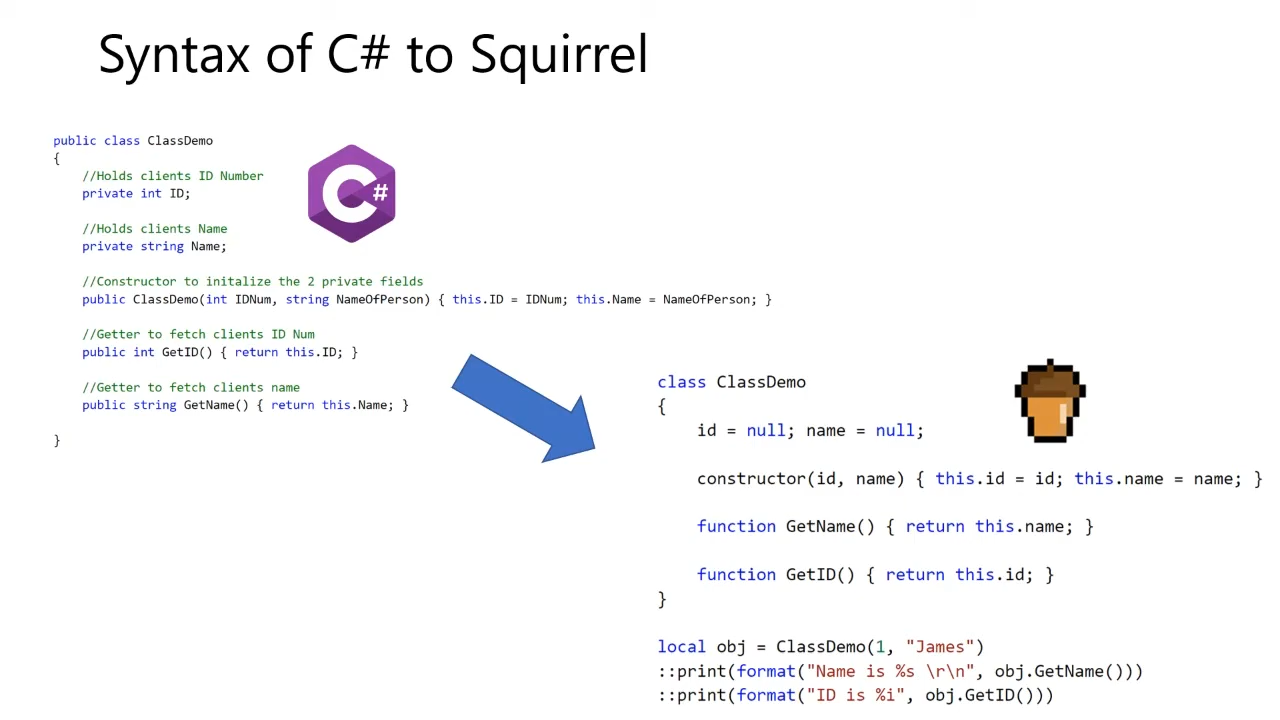 Syntax of C# to Squirrel
public class ClassDemo
{
//Holds clients ID Number
private int ID;
//Holds clients Name
private string Name;
//Constructor to initalize the 2 private fields
public ClassDemo(int IDNum, string NameOfPerson) { this.ID = IDNum; this.Name = NameOfPerson; }
//Getter to fetch clients ID Num
public int GetID() { return this.ID; }
//Getter to fetch clients name
public string GetName() { return this.Name; }
}
C#
class ClassDemo
{
id = null; name = null;
constructor(id, name) { this.id = id; this.name = name; }
function GetName() { return this.name; }
function GetID() { return this.id; }
}
local obj = ClassDemo(1, "James")
::print(format("Name is %s \r\n", obj.GetName()))
::print(format("ID is %i", obj.GetID()))